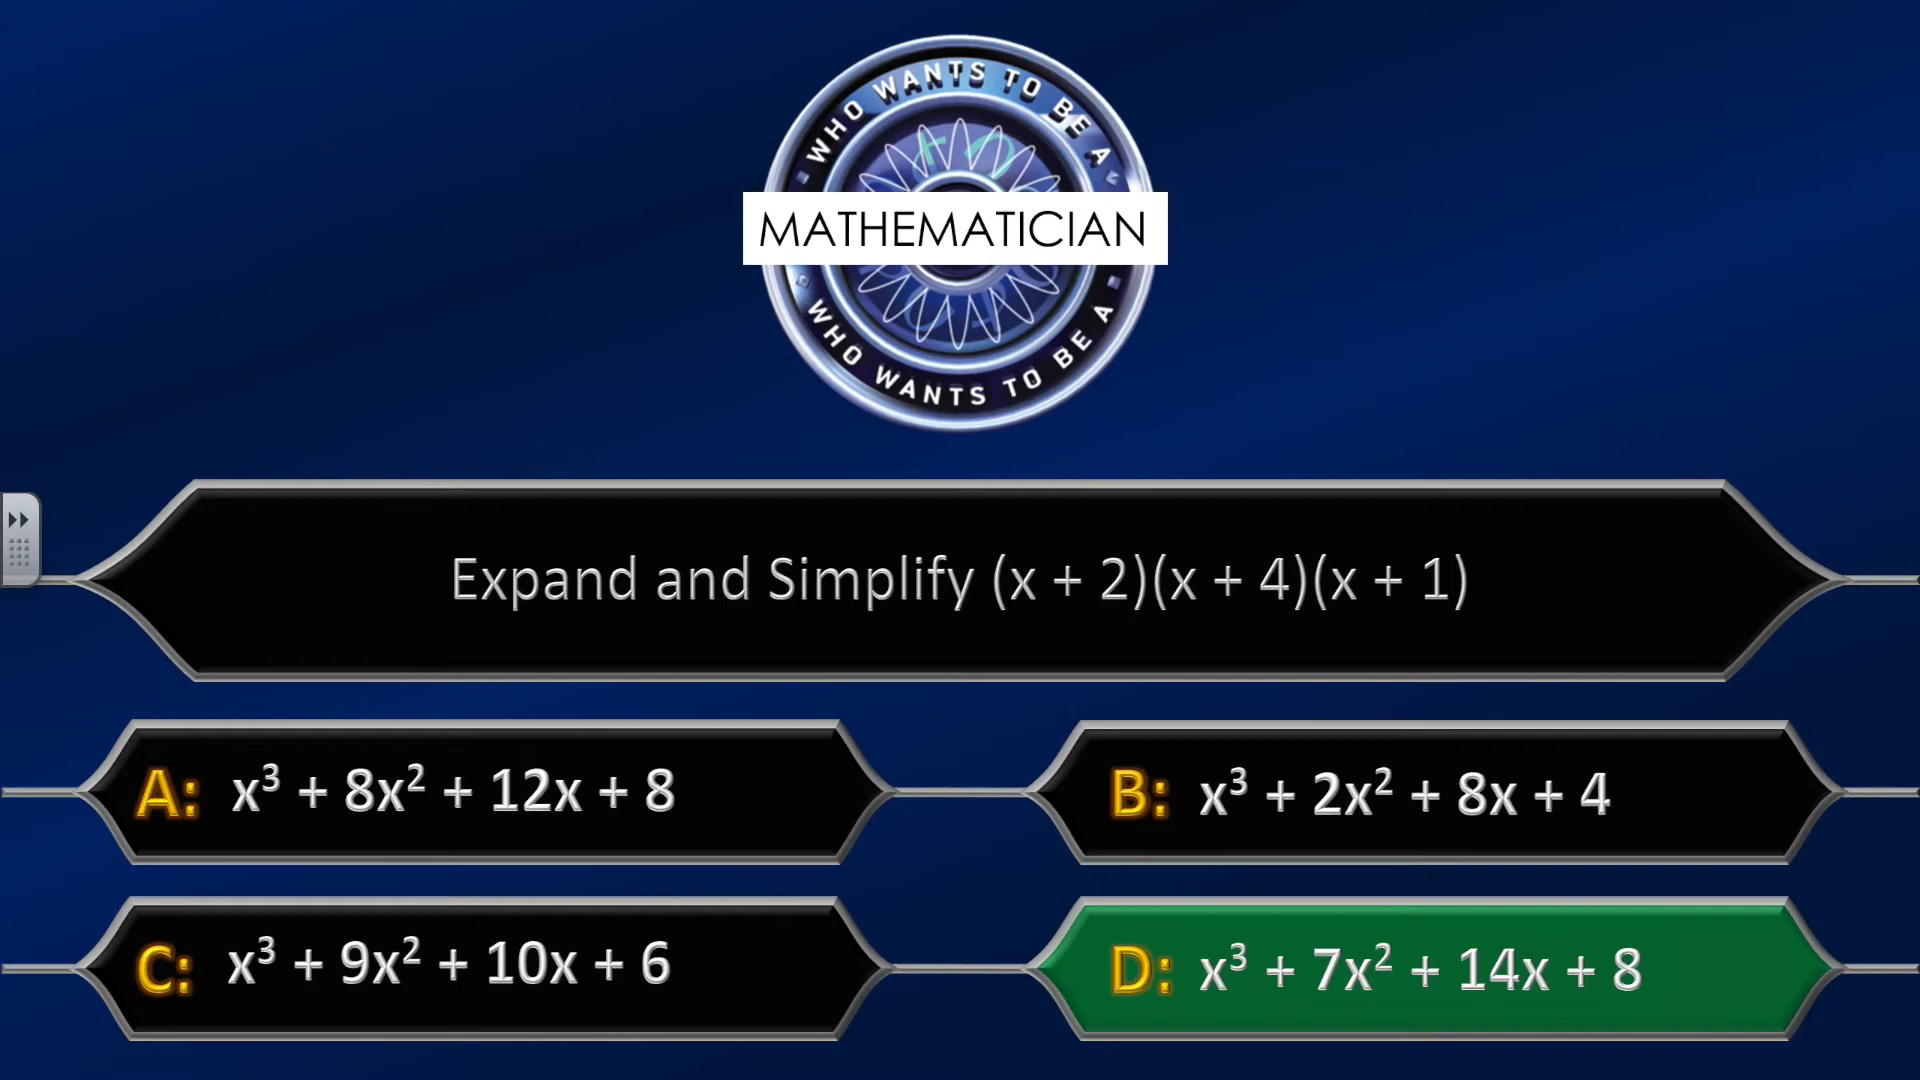 WHO WANTS TO BE A
MATHEMATICIAN
WHO WANTS TO BE A
Expand and Simplify (x + 2)(x + 4)(x + 1)
A: x³ + 8x² + 12x + 8
B: x³ + 2x² + 8x + 4
C: x³ + 9x² + 10x + 6
D: x³ + 7x² + 14x + 8